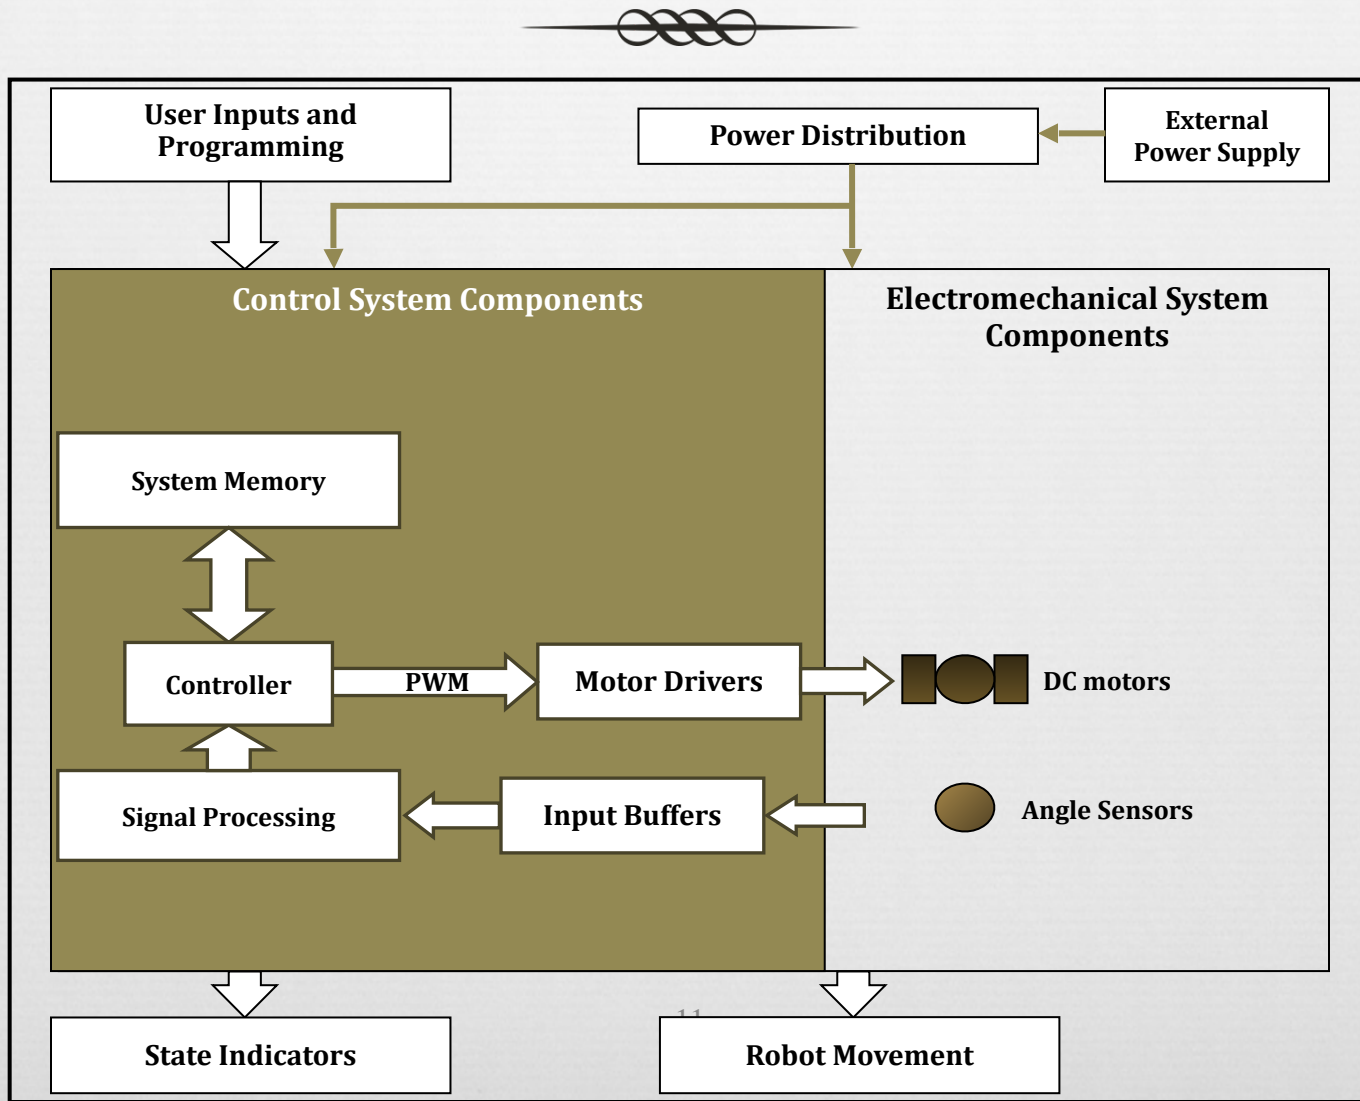 User Inputs and
Programming
Power Distribution
External
Power Supply
Control System Components
Electromechanical System
Components
System Memory
Controller
PWM
Motor Drivers
DC motors
Signal Processing
Input Buffers
Angle Sensors
11
State Indicators
Robot Movement